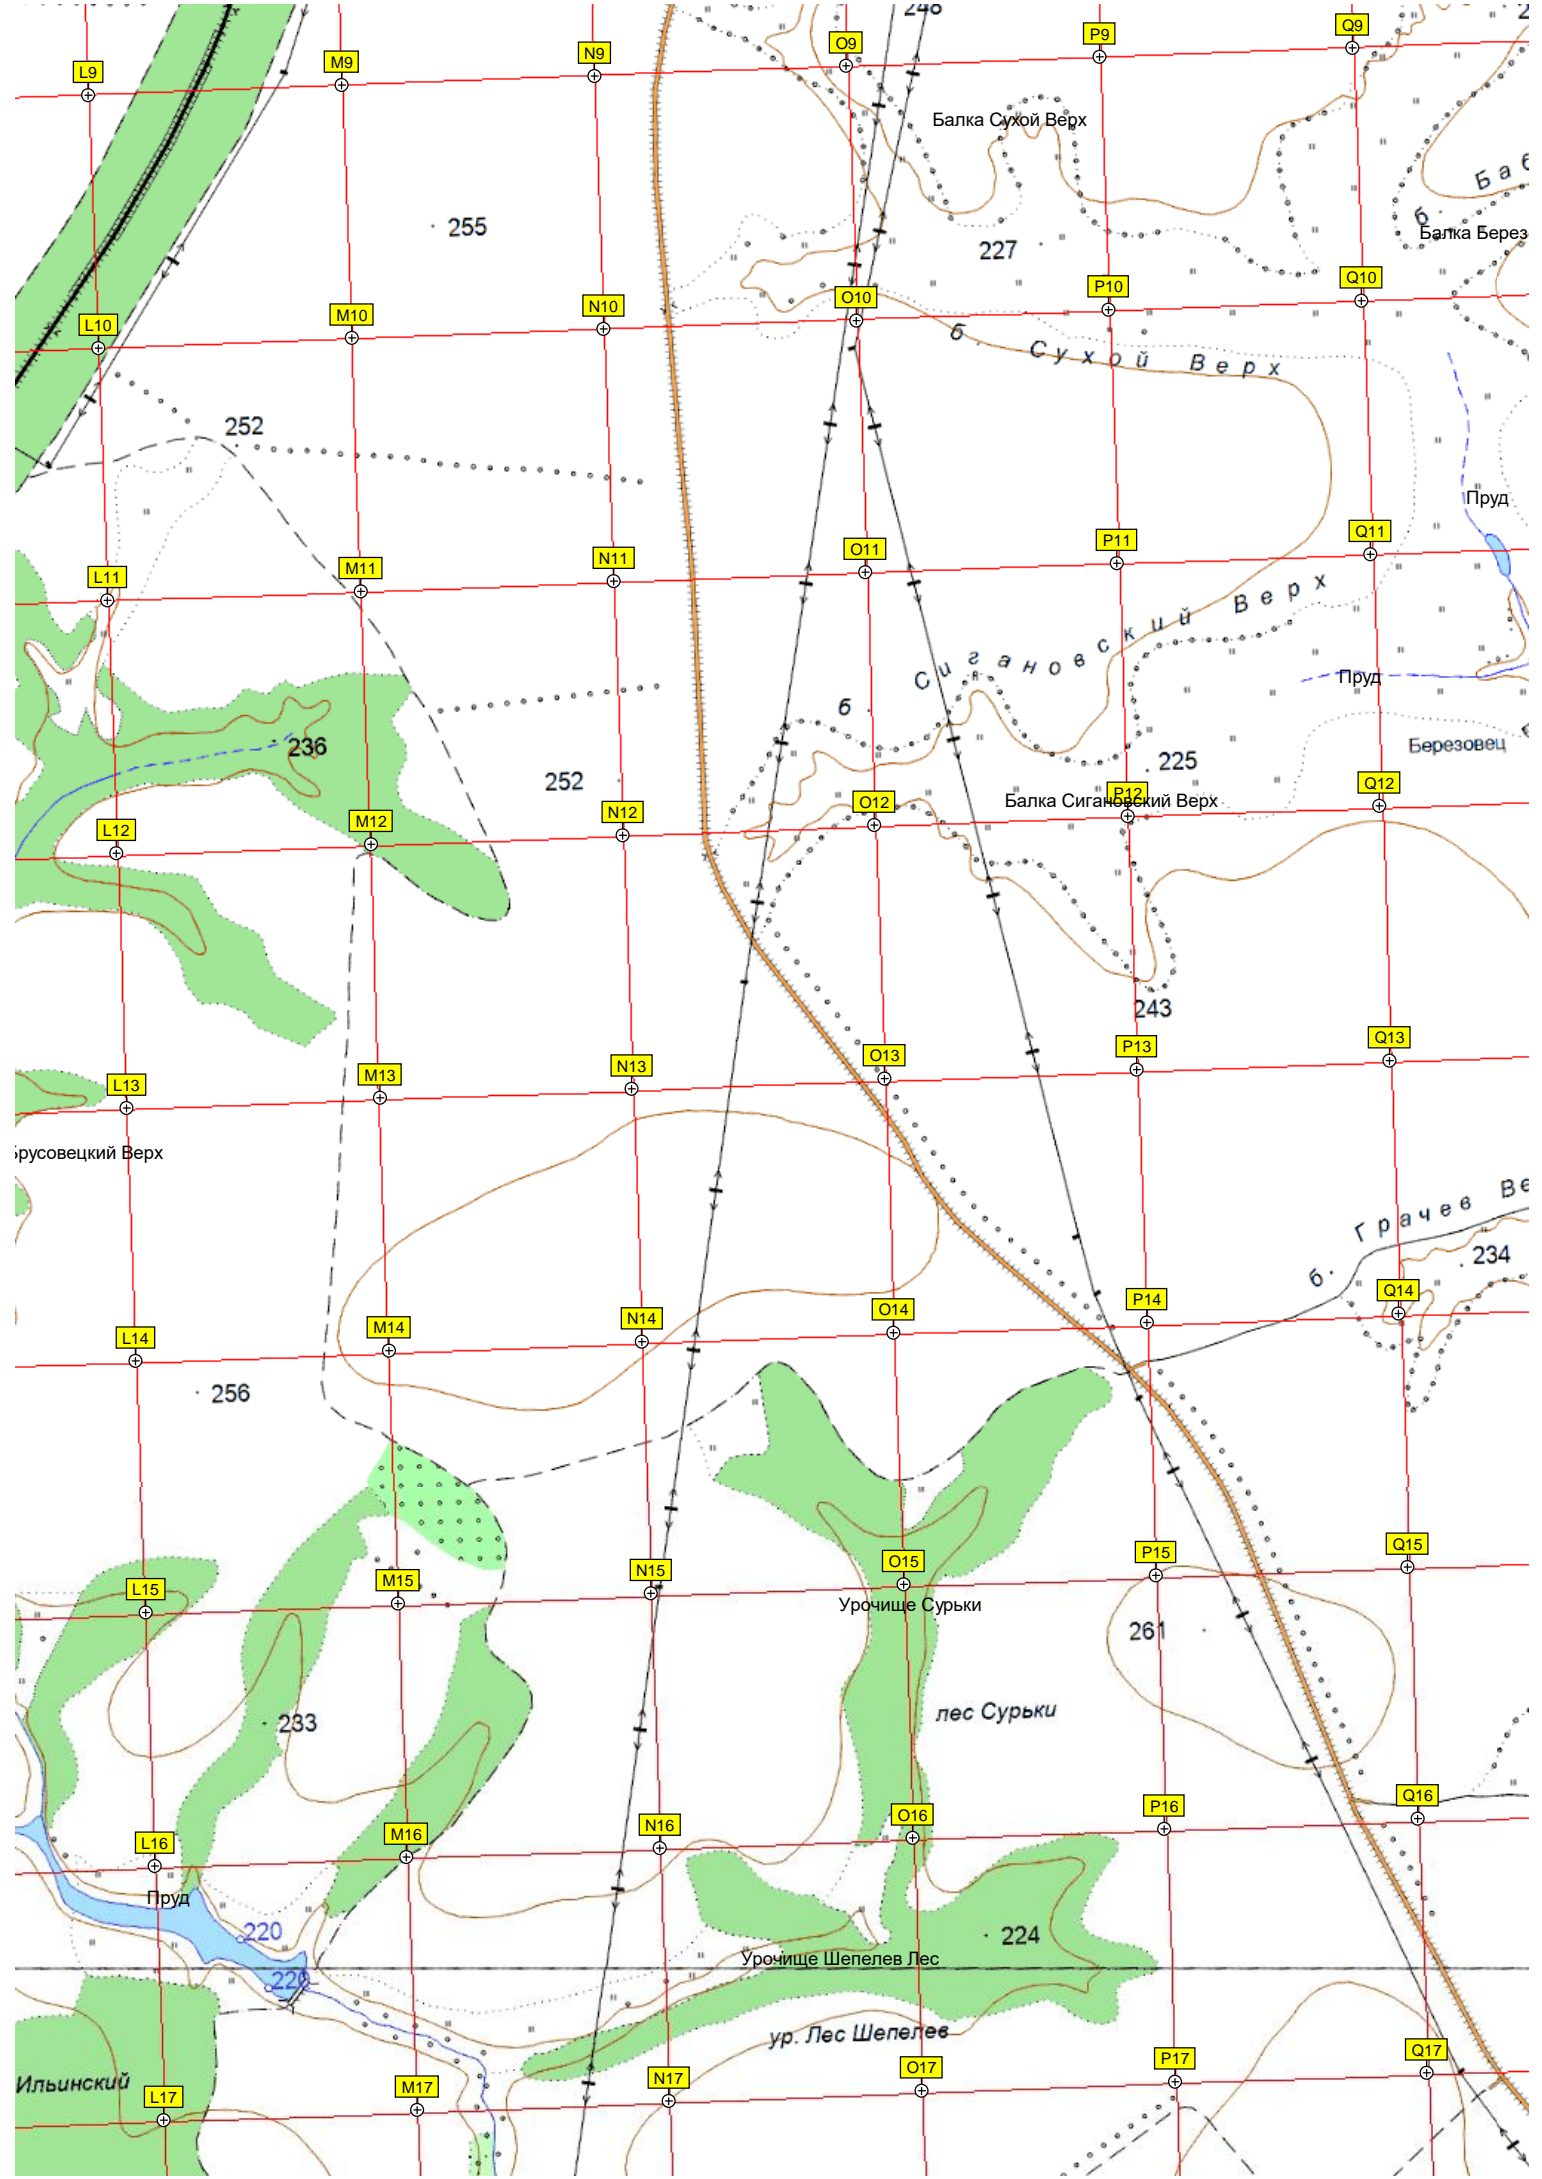 248
2
L9
M9
N9
O9
P9
Q9
Балка Сухой Верх
б. Баб
255
227
Балка Берез
L10
M10
N10
O10
P10
Q10
б. Сухой Верх
252
Пруд
L11
M11
N11
O11
P11
Q11
б. Сигановский Верх
Пруд
236
252
225
Березовец
L12
M12
N12
O12
P12
Q12
Балка Сигановский Верх
243
L13
M13
N13
O13
P13
Q13
Брусовецкий Верх
б. Грачев Ве
234
L14
M14
N14
O14
P14
Q14
256
L15
M15
N15
O15
P15
Q15
Урочище Сурьки
261
лес Сурьки
233
L16
M16
N16
O16
P16
Q16
Пруд
220
224
Урочище Шепелев Лес
220
ур. Лес Шепелев
Ильинский
L17
M17
N17
O17
P17
Q17